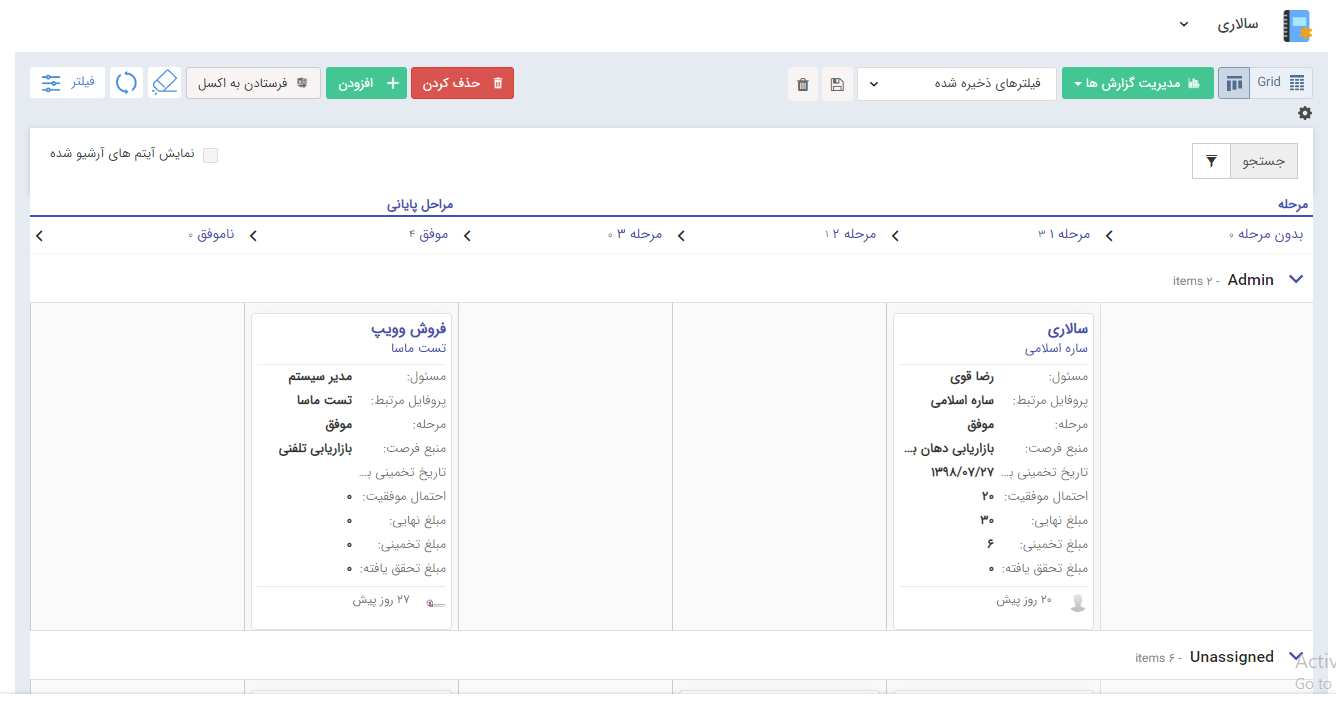 سالاری
Grid
مدیریت گزارش ها
فیلترهای ذخیره شده
حذف کردن
افزودن
فرستادن به اکسل
فیلتر
جستجو
نمایش آیتم های آرشیو شده
مرحله
مراحل پایانی
بدون مرحله ۰
مرحله ۱ ۳
مرحله ۲ ۱
مرحله ۳ ۰
موفق ۴
ناموفق ۰
Admin - ۲ items
سالاری
ساره اسلامی
مسئول: رضا قوی
پروفایل مرتبط: ساره اسلامی
مرحله: موفق
منبع فرصت: بازاریابی دهان ب...
تاریخ تخمینی ب... ۱۳۹۸/۰۷/۲۷
احتمال موفقیت: ۲۰
مبلغ نهایی: ۳۰
مبلغ تخمینی: ۶
مبلغ تحقق یافته: ۰
۲۰ روز پیش
فروش وویپ
تست ماسا
مسئول: مدیر سیستم
پروفایل مرتبط: تست ماسا
مرحله: موفق
منبع فرصت: بازاریابی تلفنی
تاریخ تخمینی ب...
احتمال موفقیت: ۰
مبلغ نهایی: ۰
مبلغ تخمینی: ۰
مبلغ تحقق یافته: ۰
۲۷ روز پیش
Unassigned - ۶ items
Activ
Go to